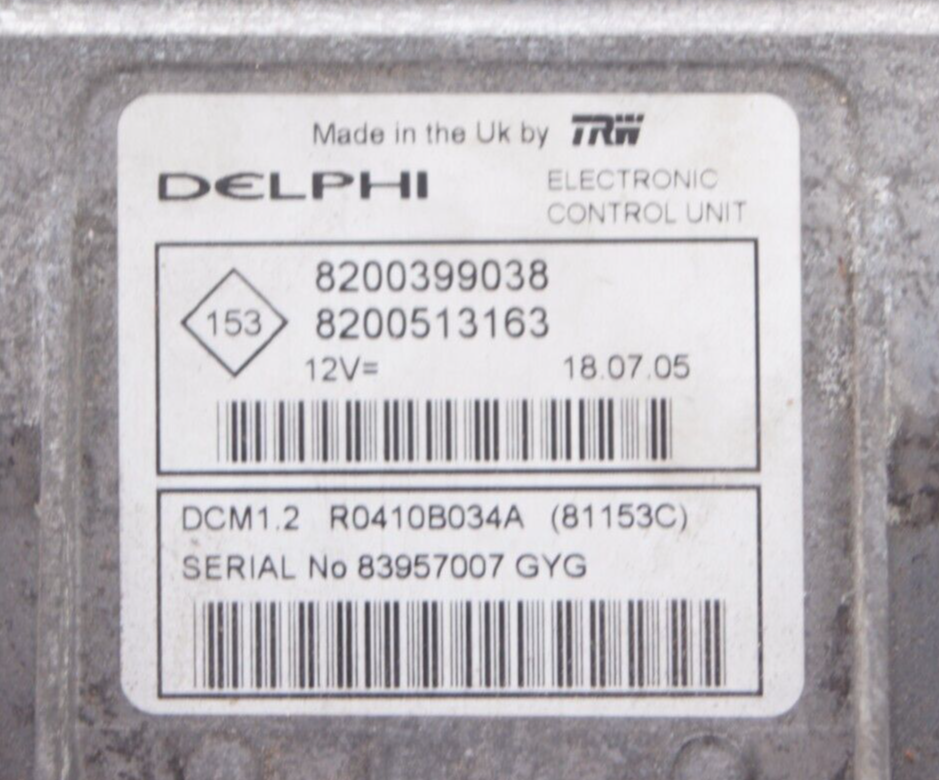 Made in the Uk by TRW
DELPHI
ELECTRONIC
CONTROL UNIT
8200399038
153
8200513163
12V=
18.07.05
DCM1.2 R0410B034A (81153C)
SERIAL No 83957007 GYG